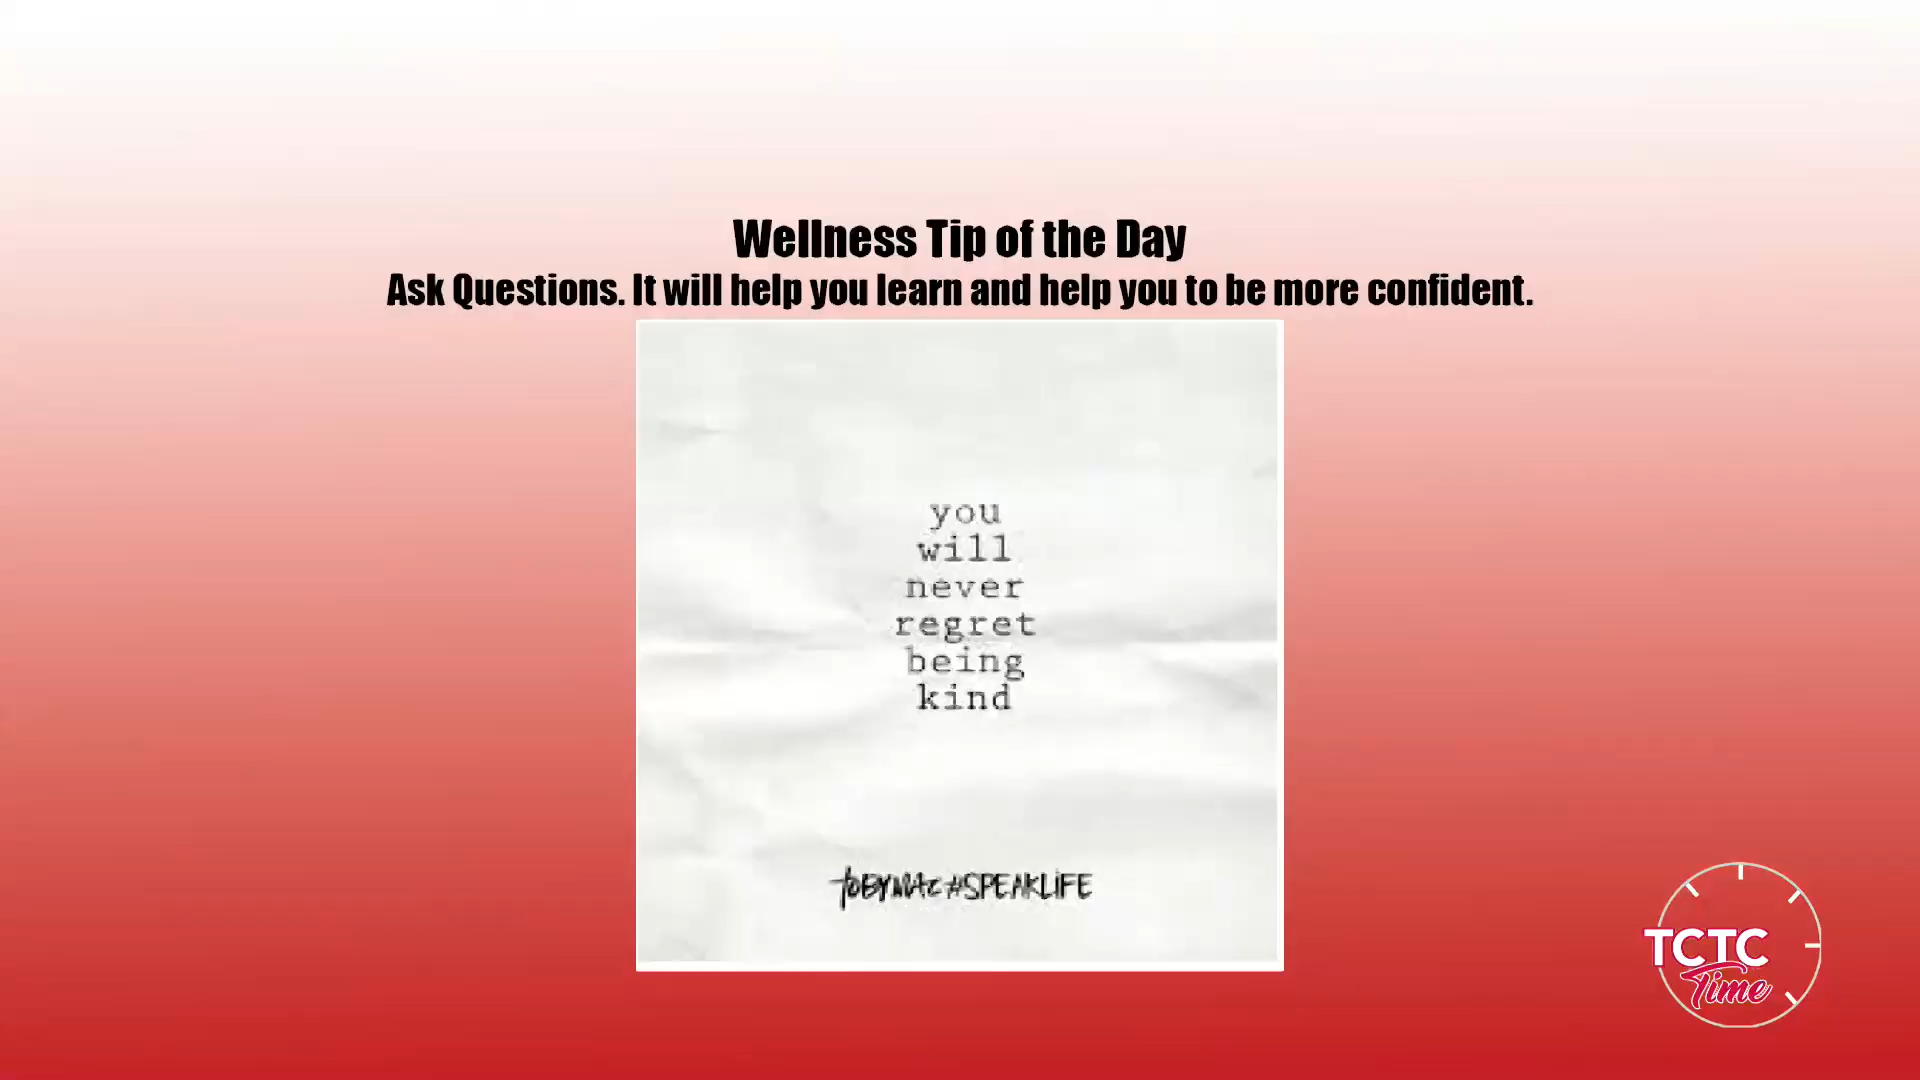 Wellness Tip of the Day
Ask Questions. It will help you learn and help you to be more confident.
you
will
never
regret
being
kind
tobymac #SPEAKLiFE
TCTC
Time